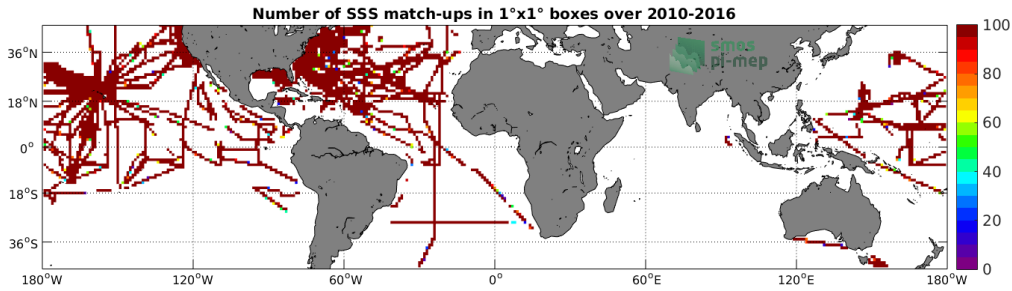 Number of SSS match-ups in 1°x1° boxes over 2010-2016
smos
pi-mep
36°N
18°N
0°
18°S
36°S
180°W
120°W
60°W
0°
60°E
120°E
180°W
100
80
60
40
20
0